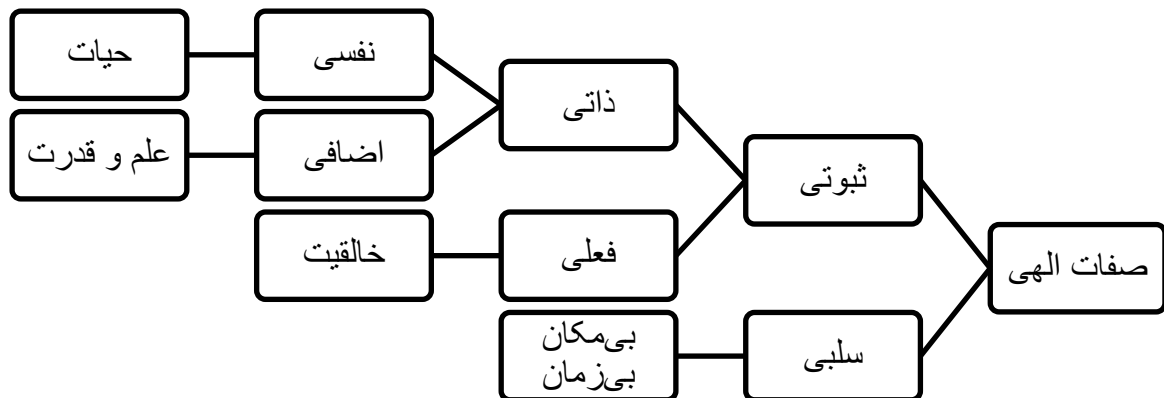 صفات الهی
ثبوتی
ذاتی
نفسی
حیات
اضافی
علم و قدرت
فعلی
خالقیت
سلبی
بی‌مکان
بی‌زمان